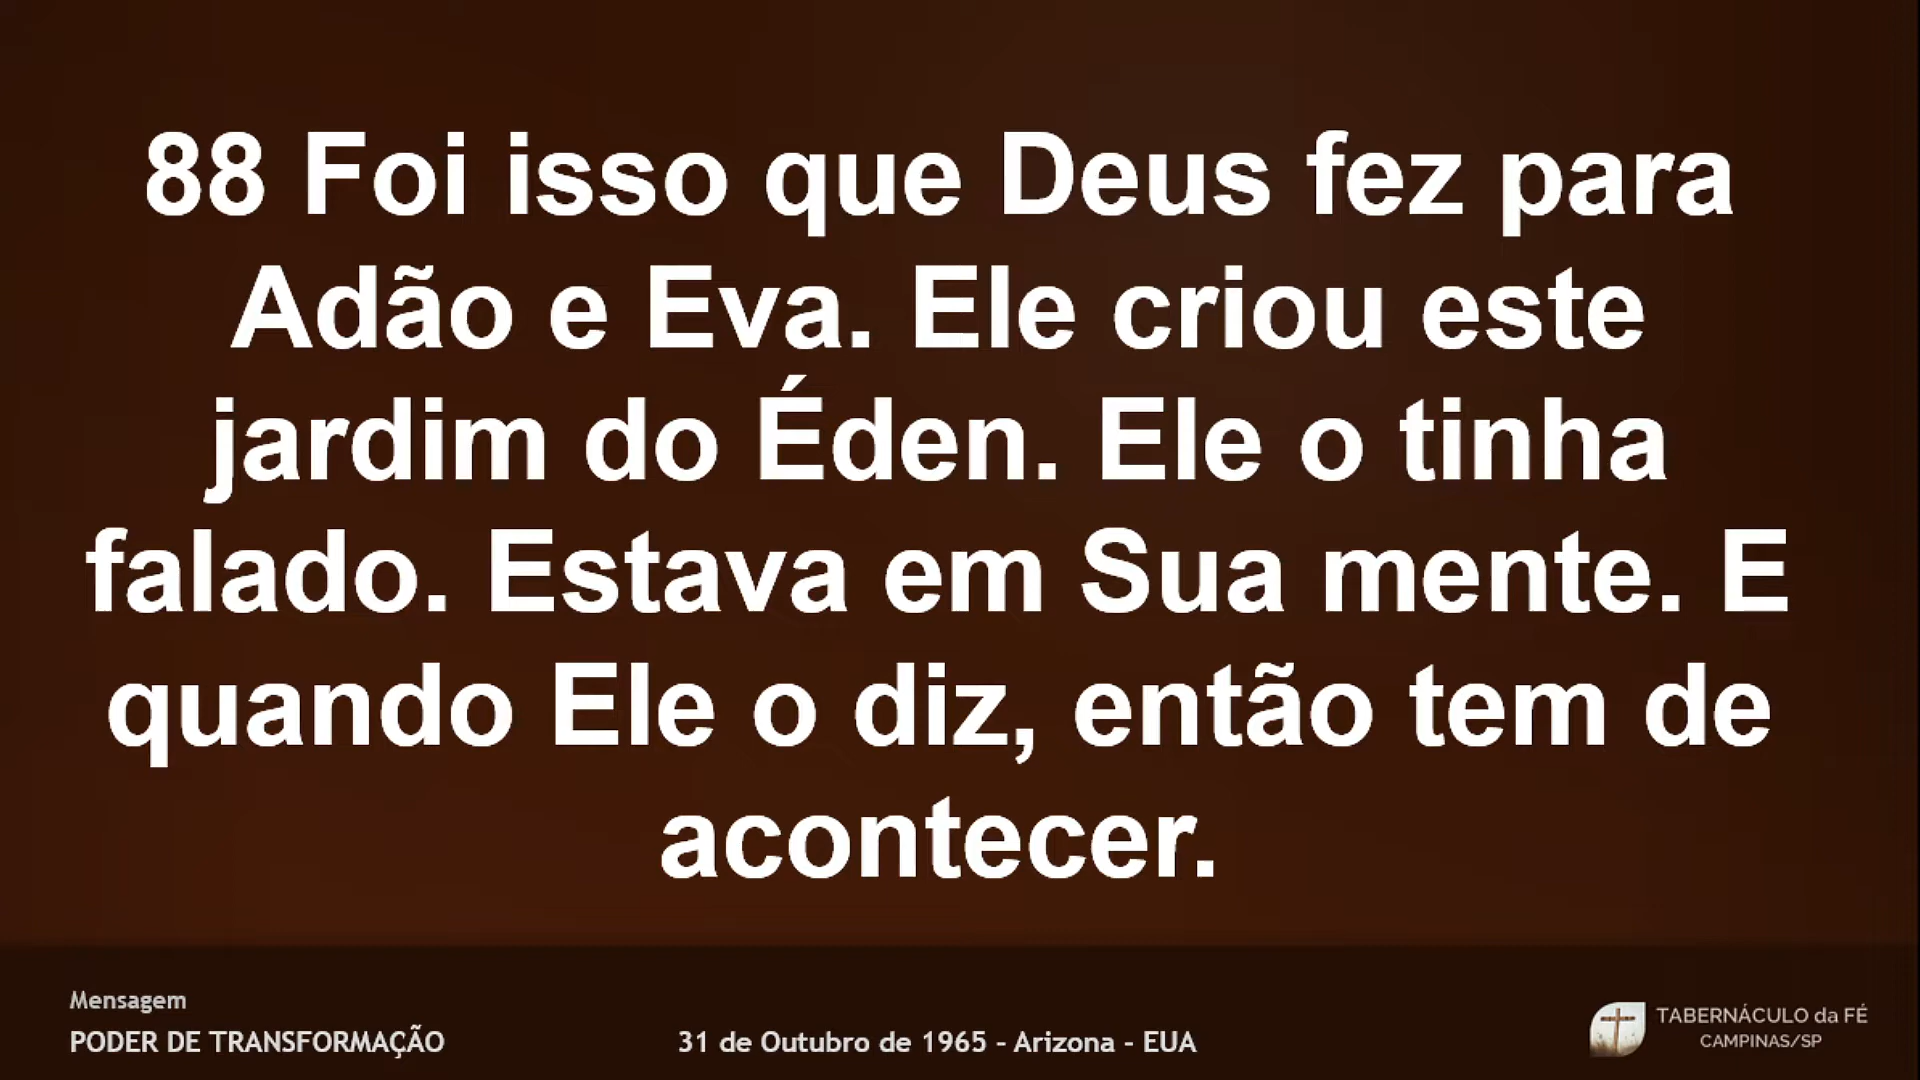 88 Foi isso que Deus fez para
Adão e Eva. Ele criou este
jardim do Éden. Ele o tinha
falado. Estava em Sua mente. E
quando Ele o diz, então tem de
acontecer.
Mensagem
PODER DE TRANSFORMAÇÃO
31 de Outubro de 1965 - Arizona - EUA
TABERNÁCULO da FÉ
CAMPINAS/SP